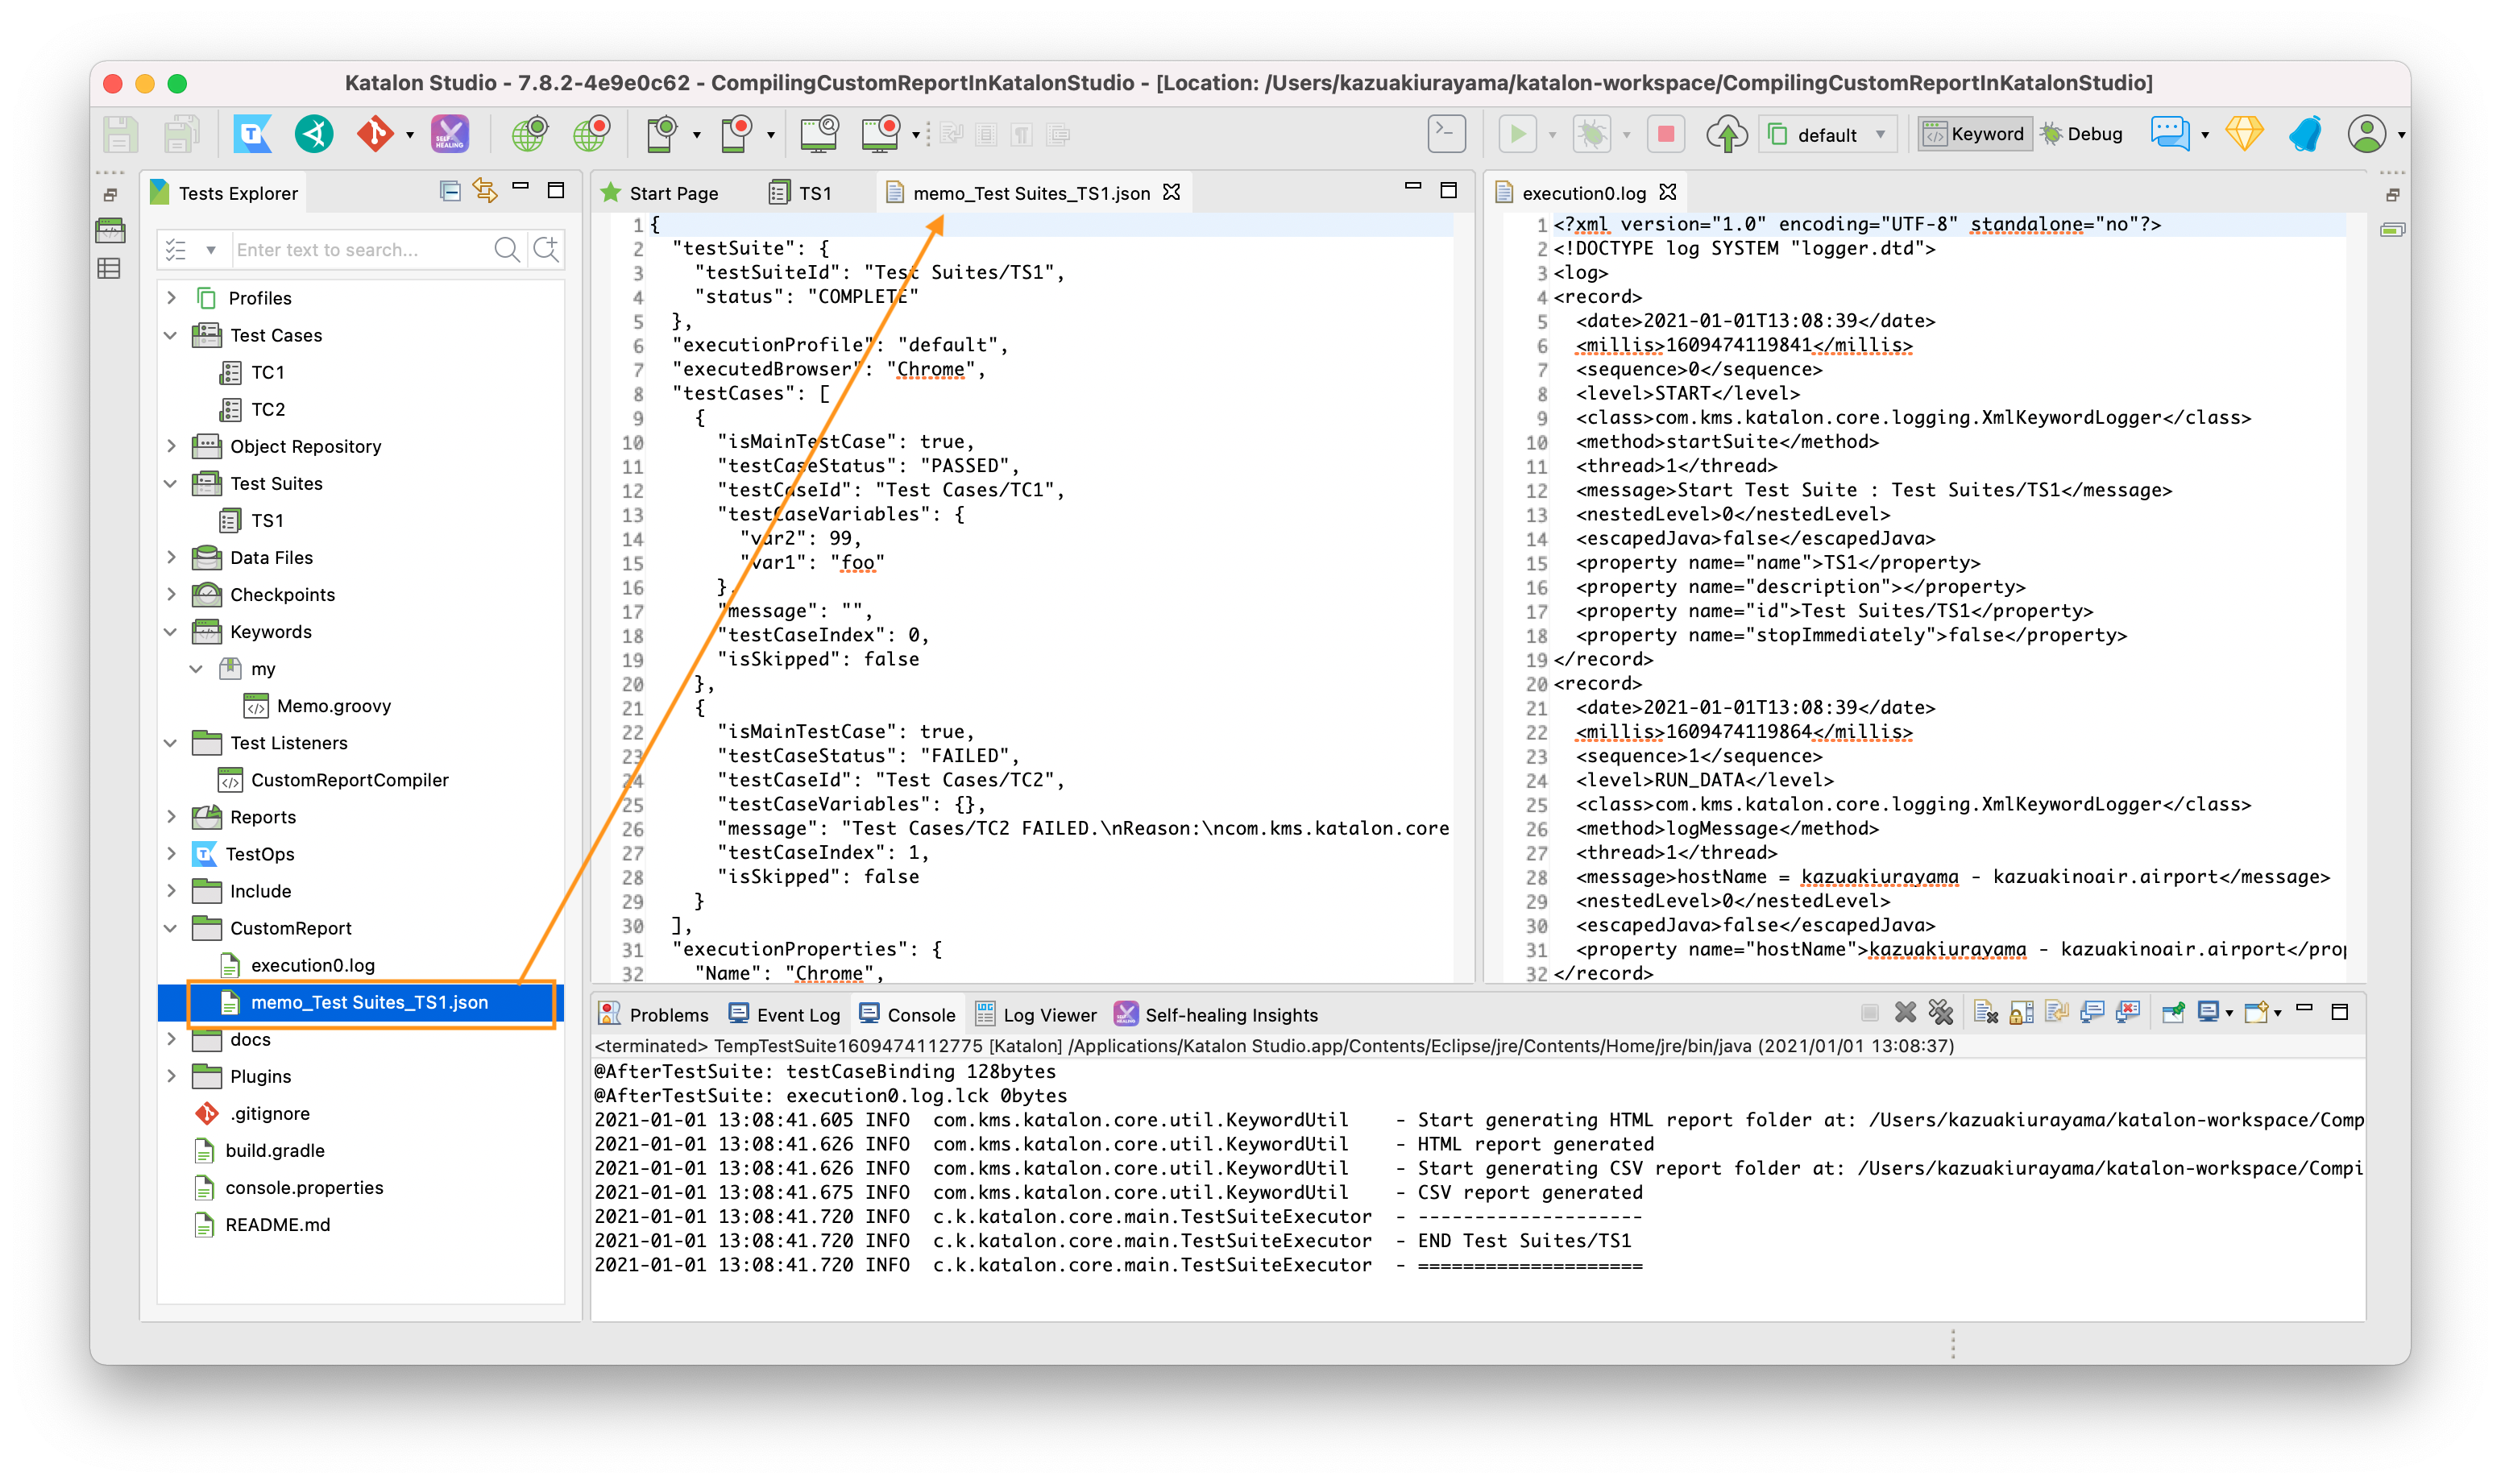 Katalon Studio - 7.8.2-4e9e0c62 - CompilingCustomReportInKatalonStudio - [Location: /Users/kazuakiurayama/katalon-workspace/CompilingCustomReportInKatalonStudio]
SELF HEALING
default
Keyword
Debug
Tests Explorer
Enter text to search...
Profiles
Test Cases
TC1
TC2
Object Repository
Test Suites
TS1
Data Files
Checkpoints
Keywords
my
Memo.groovy
Test Listeners
CustomReportCompiler
Reports
TestOps
Include
CustomReport
execution0.log
memo_Test Suites_TS1.json
docs
Plugins
.gitignore
build.gradle
console.properties
README.md
Start Page
TS1
memo_Test Suites_TS1.json
1 {
2 "testSuite": {
3 "testSuiteId": "Test Suites/TS1",
4 "status": "COMPLETE"
5 },
6 "executionProfile": "default",
7 "executedBrowser": "Chrome",
8 "testCases": [
9 {
10 "isMainTestCase": true,
11 "testCaseStatus": "PASSED",
12 "testCaseId": "Test Cases/TC1",
13 "testCaseVariables": {
14 "var2": 99,
15 "var1": "foo"
16 },
17 "message": "",
18 "testCaseIndex": 0,
19 "isSkipped": false
20 },
21 {
22 "isMainTestCase": true,
23 "testCaseStatus": "FAILED",
24 "testCaseId": "Test Cases/TC2",
25 "testCaseVariables": {},
26 "message": "Test Cases/TC2 FAILED.\nReason:\ncom.kms.katalon.core
27 "testCaseIndex": 1,
28 "isSkipped": false
29 }
30 ],
31 "executionProperties": {
32 "Name": "Chrome",
execution0.log
1 <?xml version="1.0" encoding="UTF-8" standalone="no"?>
2 <!DOCTYPE log SYSTEM "logger.dtd">
3 <log>
4 <record>
5 <date>2021-01-01T13:08:39</date>
6 <millis>1609474119841</millis>
7 <sequence>0</sequence>
8 <level>START</level>
9 <class>com.kms.katalon.core.logging.XmlKeywordLogger</class>
10 <method>startSuite</method>
11 <thread>1</thread>
12 <message>Start Test Suite : Test Suites/TS1</message>
13 <nestedLevel>0</nestedLevel>
14 <escapedJava>false</escapedJava>
15 <property name="name">TS1</property>
16 <property name="description"></property>
17 <property name="id">Test Suites/TS1</property>
18 <property name="stopImmediately">false</property>
19 </record>
20 <record>
21 <date>2021-01-01T13:08:39</date>
22 <millis>1609474119864</millis>
23 <sequence>1</sequence>
24 <level>RUN_DATA</level>
25 <class>com.kms.katalon.core.logging.XmlKeywordLogger</class>
26 <method>logMessage</method>
27 <thread>1</thread>
28 <message>hostName = kazuakiurayama - kazuakinoair.airport</message>
29 <nestedLevel>0</nestedLevel>
30 <escapedJava>false</escapedJava>
31 <property name="hostName">kazuakiurayama - kazuakinoair.airport</prop
32 </record>
Problems
Event Log
Console
Log Viewer
Self-healing Insights
<terminated> TempTestSuite1609474112775 [Katalon] /Applications/Katalon Studio.app/Contents/Eclipse/jre/Contents/Home/jre/bin/java (2021/01/01 13:08:37)
@AfterTestSuite: testCaseBinding 128bytes
@AfterTestSuite: execution0.log.lck 0bytes
2021-01-01 13:08:41.605 INFO com.kms.katalon.core.util.KeywordUtil - Start generating HTML report folder at: /Users/kazuakiurayama/katalon-workspace/Comp
2021-01-01 13:08:41.626 INFO com.kms.katalon.core.util.KeywordUtil - HTML report generated
2021-01-01 13:08:41.626 INFO com.kms.katalon.core.util.KeywordUtil - Start generating CSV report folder at: /Users/kazuakiurayama/katalon-workspace/Compi
2021-01-01 13:08:41.675 INFO com.kms.katalon.core.util.KeywordUtil - CSV report generated
2021-01-01 13:08:41.720 INFO c.k.katalon.core.main.TestSuiteExecutor - --------------------
2021-01-01 13:08:41.720 INFO c.k.katalon.core.main.TestSuiteExecutor - END Test Suites/TS1
2021-01-01 13:08:41.720 INFO c.k.katalon.core.main.TestSuiteExecutor - ====================